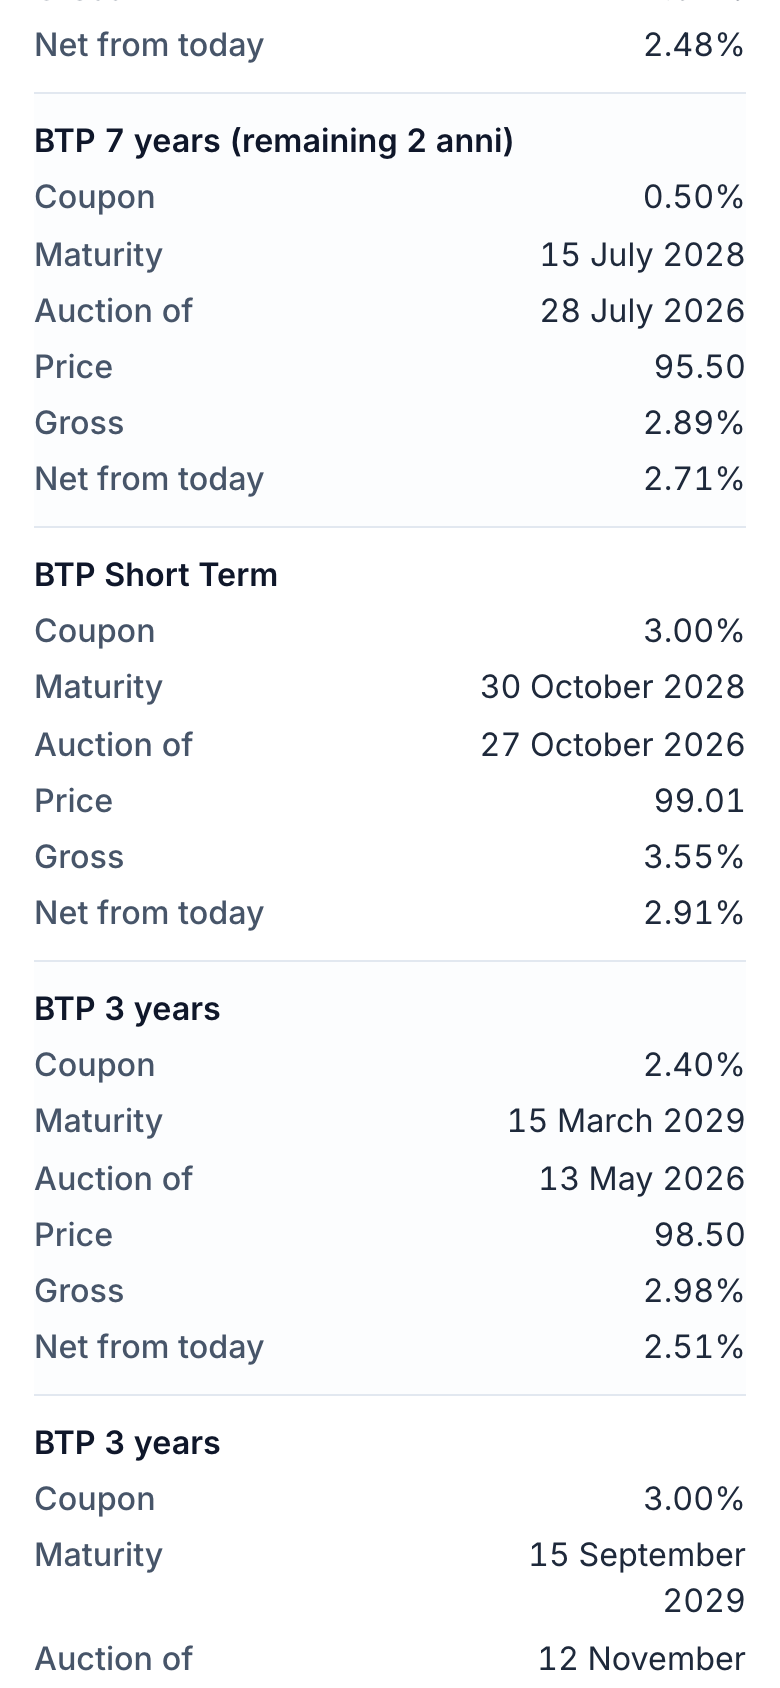 Net from today 2.48%
BTP 7 years (remaining 2 anni)
Coupon 0.50%
Maturity 15 July 2028
Auction of 28 July 2026
Price 95.50
Gross 2.89%
Net from today 2.71%
BTP Short Term
Coupon 3.00%
Maturity 30 October 2028
Auction of 27 October 2026
Price 99.01
Gross 3.55%
Net from today 2.91%
BTP 3 years
Coupon 2.40%
Maturity 15 March 2029
Auction of 13 May 2026
Price 98.50
Gross 2.98%
Net from today 2.51%
BTP 3 years
Coupon 3.00%
Maturity 15 September
2029
Auction of 12 November